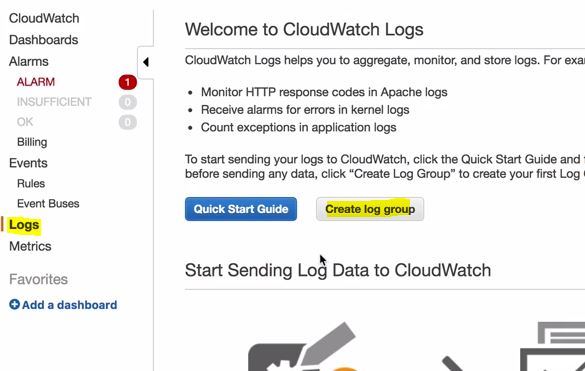 CloudWatch
Dashboards
Alarms
ALARM 1
INSUFFICIENT 0
OK 0
Billing
Events
Rules
Event Buses
Logs
Metrics
Favorites
Add a dashboard
Welcome to CloudWatch Logs
CloudWatch Logs helps you to aggregate, monitor, and store logs. For
• Monitor HTTP response codes in Apache logs
• Receive alarms for errors in kernel logs
• Count exceptions in application logs
To start sending your logs to CloudWatch, click the Quick Start Guide and
before sending any data, click “Create Log Group” to create your first Log
Quick Start Guide Create log group
Start Sending Log Data to CloudWatch